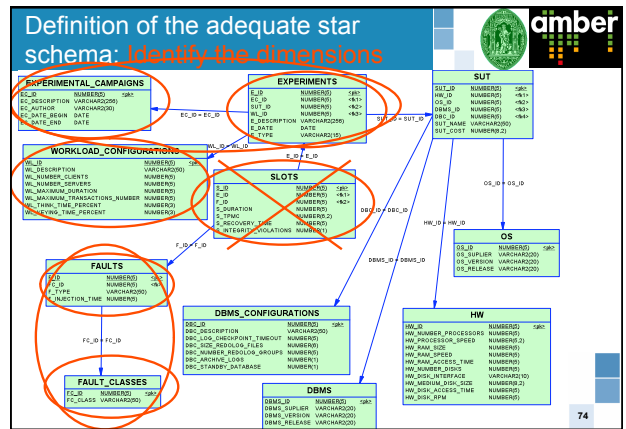 Definition of the adequate star
schema: Identify the dimensions
amber
EXPERIMENTAL_CAMPAIGNS
EC_ID NUMBER(5) <pk>
EC_DESCRIPTION VARCHAR2(256)
EC_AUTHOR VARCHAR2(30)
EC_DATE_BEGIN DATE
EC_DATE_END DATE
EC_ID = EC_ID
EXPERIMENTS
E_ID NUMBER(5) <pk>
EC_ID NUMBER(5) <fk1>
SUT_ID NUMBER(5) <fk2>
WL_ID NUMBER(5) <fk3>
E_DESCRIPTION VARCHAR2(256)
E_DATE DATE
E_TYPE VARCHAR2(15)
SUT_ID = SUT_ID
SUT
SUT_ID NUMBER(5) <pk>
HW_ID NUMBER(5) <fk1>
OS_ID NUMBER(5) <fk2>
DBMS_ID NUMBER(5) <fk3>
DBC_ID NUMBER(5) <fk4>
SUT_NAME VARCHAR2(60)
SUT_COST NUMBER(8,2)
WL_ID = WL_ID
E_ID = E_ID
WORKLOAD_CONFIGURATIONS
WL_ID NUMBER(5) <pk>
WL_DESCRIPTION VARCHAR2(60)
WL_NUMBER_CLIENTS NUMBER(5)
WL_NUMBER_SERVERS NUMBER(5)
WL_MAXIMUM_DURATION NUMBER(5)
WL_MAXIMUM_TRANSACTIONS_NUMBER NUMBER(5)
WL_THINK_TIME_PERCENT NUMBER(3)
WL_KEYING_TIME_PERCENT NUMBER(3)
SLOTS
S_ID NUMBER(5) <pk>
E_ID NUMBER(5) <fk1>
F_ID NUMBER(5) <fk2>
S_DURATION NUMBER(5)
S_TPMC NUMBER(6,2)
S_RECOVERY_TIME NUMBER(5)
S_INTEGRITY_VIOLATIONS NUMBER(1)
OS_ID = OS_ID
DBC_ID = DBC_ID
HW_ID = HW_ID
F_ID = F_ID
DBMS_ID = DBMS_ID
OS
OS_ID NUMBER(5) <pk>
OS_SUPLIER VARCHAR2(20)
OS_VERSION VARCHAR2(20)
OS_RELEASE VARCHAR2(20)
FAULTS
F_ID NUMBER(5) <pk>
FC_ID NUMBER(5) <fk>
F_TYPE VARCHAR2(60)
F_INJECTION_TIME NUMBER(5)
FC_ID = FC_ID
FAULT_CLASSES
FC_ID NUMBER(5) <pk>
FC_CLASS VARCHAR2(60)
DBMS_CONFIGURATIONS
DBC_ID NUMBER(5) <pk>
DBC_DESCRIPTION VARCHAR2(60)
DBC_LOG_CHECKPOINT_TIMEOUT NUMBER(5)
DBC_SIZE_REDOLOG_FILES NUMBER(6)
DBC_NUMBER_REDOLOG_GROUPS NUMBER(5)
DBC_ARCHIVE_LOGS NUMBER(1)
DBC_STANDBY_DATABASE NUMBER(1)
HW
HW_ID NUMBER(5) <pk>
HW_NUMBER_PROCESSORS NUMBER(5)
HW_PROCESSOR_SPEED NUMBER(5,2)
HW_RAM_SIZE NUMBER(5)
HW_RAM_SPEED NUMBER(5)
HW_RAM_ACCESS_TIME NUMBER(5)
HW_NUMBER_DISKS NUMBER(5)
HW_DISK_INTERFACE VARCHAR2(10)
HW_MEDIUM_DISK_SIZE NUMBER(8,2)
HW_DISK_ACCESS_TIME NUMBER(5)
HW_DISK_RPM NUMBER(5)
DBMS
DBMS_ID NUMBER(5) <pk>
DBMS_SUPLIER VARCHAR2(20)
DBMS_VERSION VARCHAR2(20)
DBMS_RELEASE VARCHAR2(20)
74